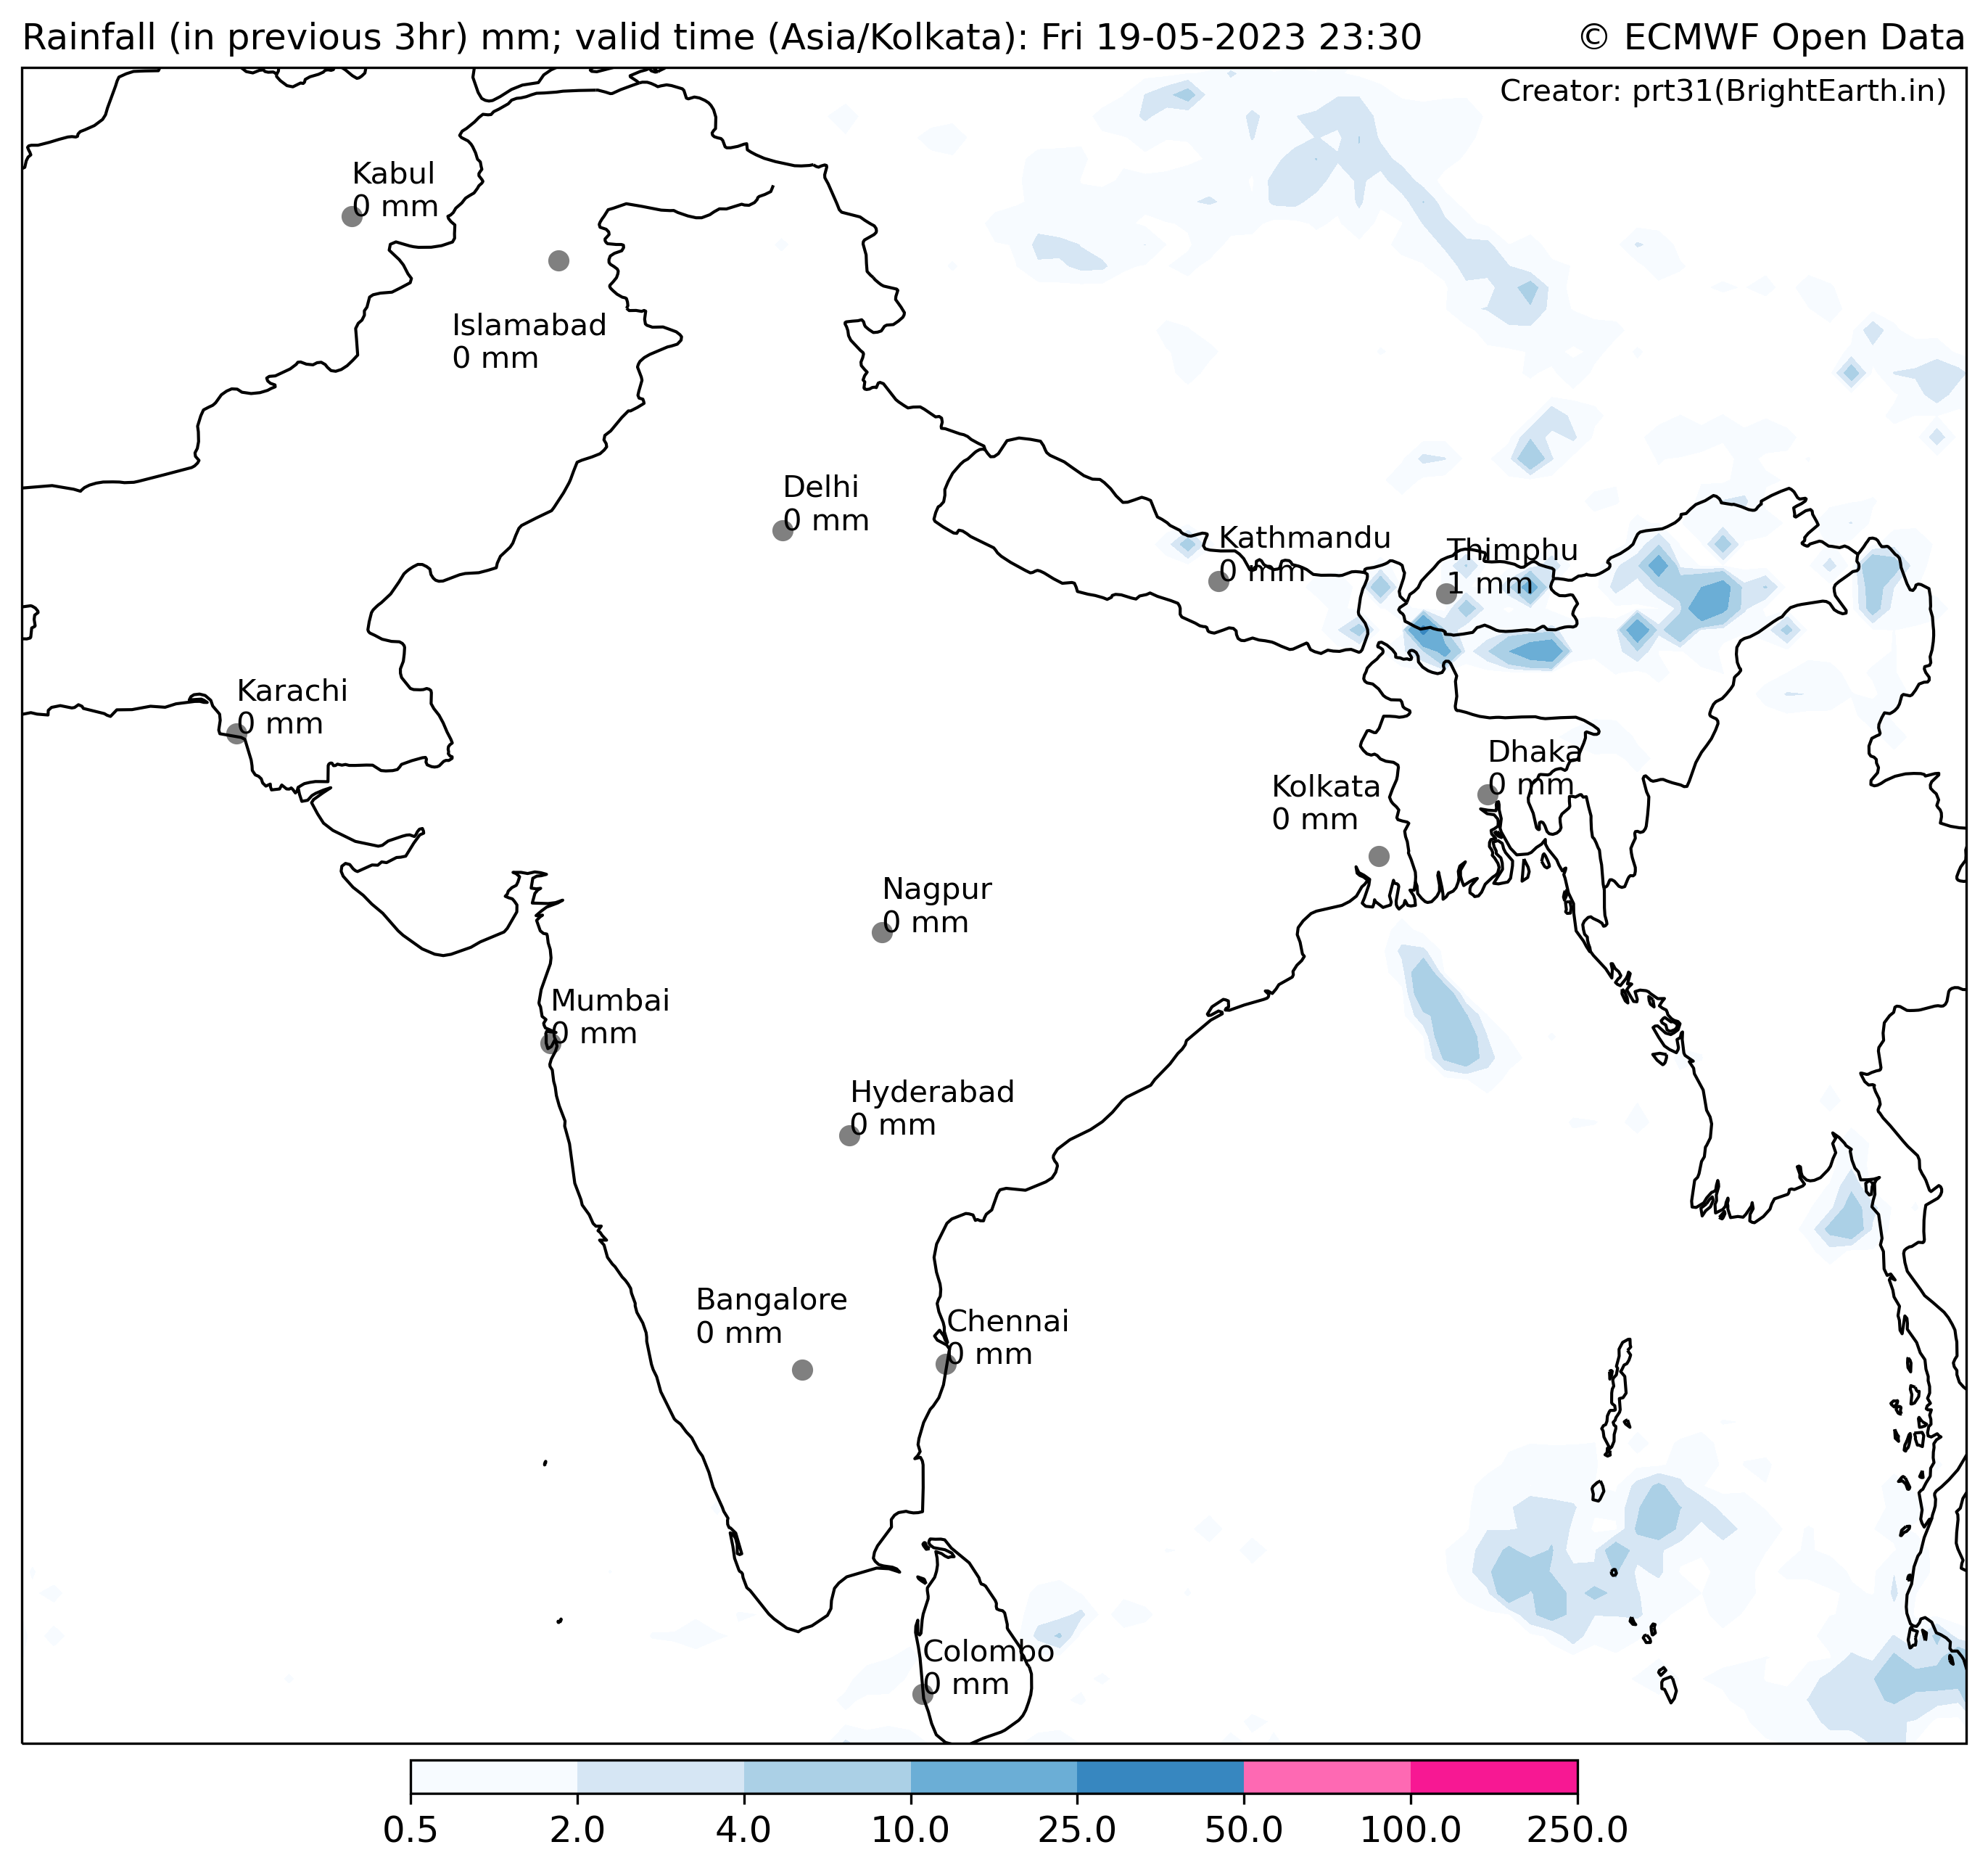 Rainfall (in previous 3hr) mm; valid time (Asia/Kolkata): Fri 19-05-2023 23:30
© ECMWF Open Data
Creator: prt31(BrightEarth.in)
Kabul
0 mm
Islamabad
0 mm
Delhi
0 mm
Kathmandu
0 mm
Thimphu
1 mm
Karachi
0 mm
Dhaka
0 mm
Kolkata
0 mm
Nagpur
0 mm
Mumbai
0 mm
Hyderabad
0 mm
Bangalore
0 mm
Chennai
0 mm
Colombo
0 mm
0.5 2.0 4.0 10.0 25.0 50.0 100.0 250.0